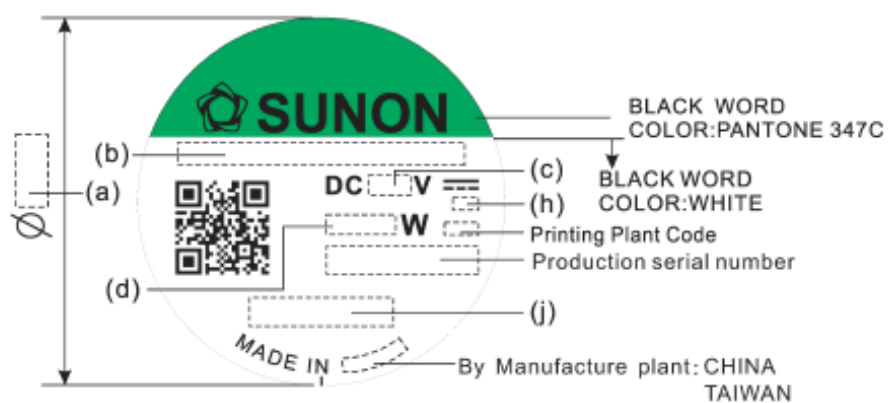 SUNON
BLACK WORD
COLOR:PANTONE 347C
(b)
(c)
DC V
BLACK WORD
COLOR:WHITE
(a)
(h)
Ø
W
Printing Plant Code
Production serial number
(d)
(j)
MADE IN
By Manufacture plant: CHINA
TAIWAN